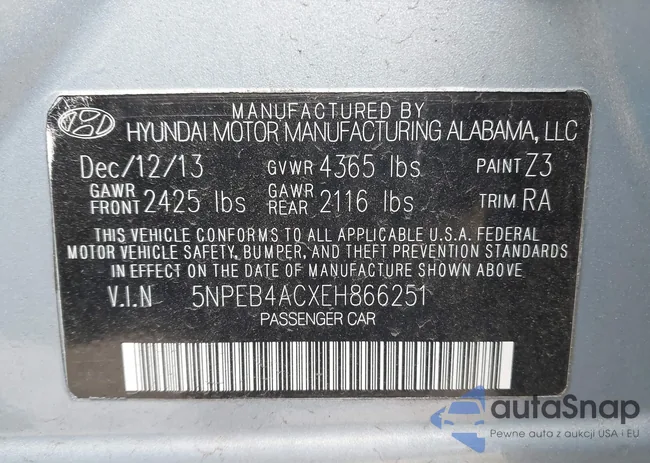 MANUFACTURED BY
HYUNDAI MOTOR MANUFACTURING ALABAMA, LLC
Dec/12/13 GVWR 4365 lbs PAINT Z3
GAWR FRONT 2425 lbs GAWR REAR 2116 lbs TRIM RA
THIS VEHICLE CONFORMS TO ALL APPLICABLE U.S.A. FEDERAL
MOTOR VEHICLE SAFETY, BUMPER, AND THEFT PREVENTION STANDARDS
IN EFFECT ON THE DATE OF MANUFACTURE SHOWN ABOVE
V.I.N 5NPEB4ACXEH866251
PASSENGER CAR
autaSnap
Pewne auta z aukcji USA i EU